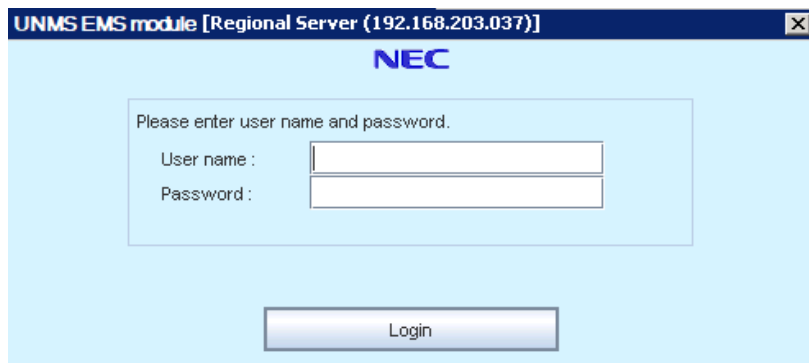 UNMS EMS module [Regional Server (192.168.203.037)]
NEC
Please enter user name and password.
User name :
Password :
Login